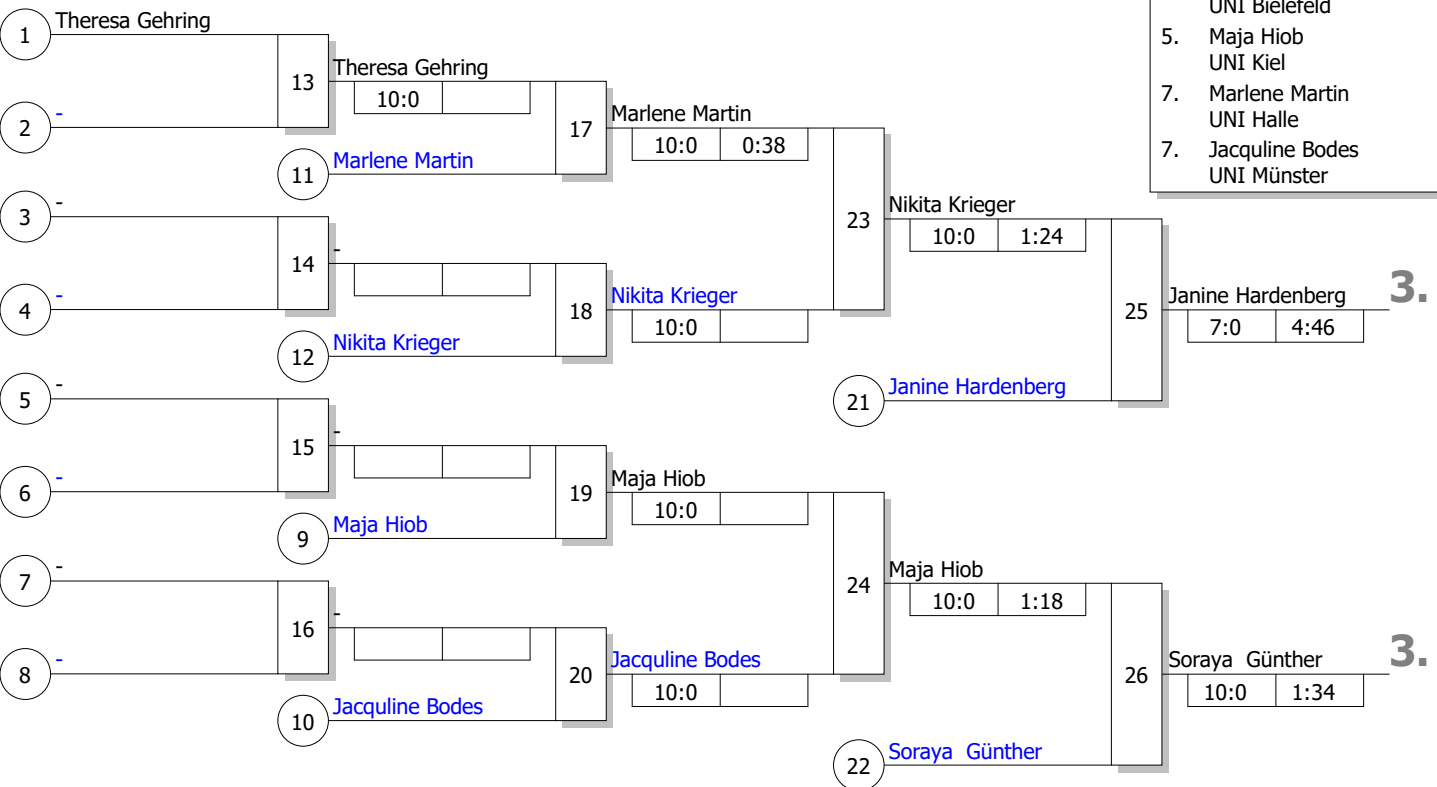 UNI Bielefeld
5. Maja Hiob
UNI Kiel
7. Marlene Martin
UNI Halle
7. Jacquline Bodes
UNI Münster
1 Theresa Gehring
2 -
13 Theresa Gehring
10:0
11 Marlene Martin
17 Marlene Martin
10:0 0:38
3 -
4 -
14 -
12 Nikita Krieger
18 Nikita Krieger
10:0
23 Nikita Krieger
10:0 1:24
21 Janine Hardenberg
25 Janine Hardenberg 3.
7:0 4:46
5 -
6 -
15 -
9 Maja Hiob
19 Maja Hiob
10:0
7 -
8 -
16 -
10 Jacquline Bodes
20 Jacquline Bodes
10:0
24 Maja Hiob
10:0 1:18
22 Soraya  Günther
26 Soraya  Günther 3.
10:0 1:34